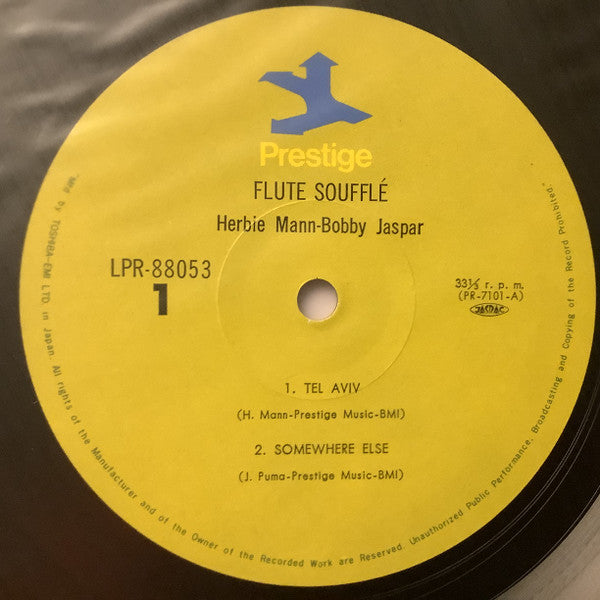 Prestige
FLUTE SOUFFLÉ
Herbie Mann-Bobby Jaspar
LPR-88053
1
33⅓ r. p. m.
(PR-7101-A)
JASRAC
1. TEL AVIV
(H. Mann-Prestige Music-BMI)
2. SOMEWHERE ELSE
(J. Puma-Prestige Music-BMI)
"Mfd by TOSHIBA-EMI LTD. in Japan. All rights of the Manufacturer and of the Owner of the Recorded Work are Reserved. Unauthorized Public Performance, Broadcasting and Copying of the Record Prohibited."